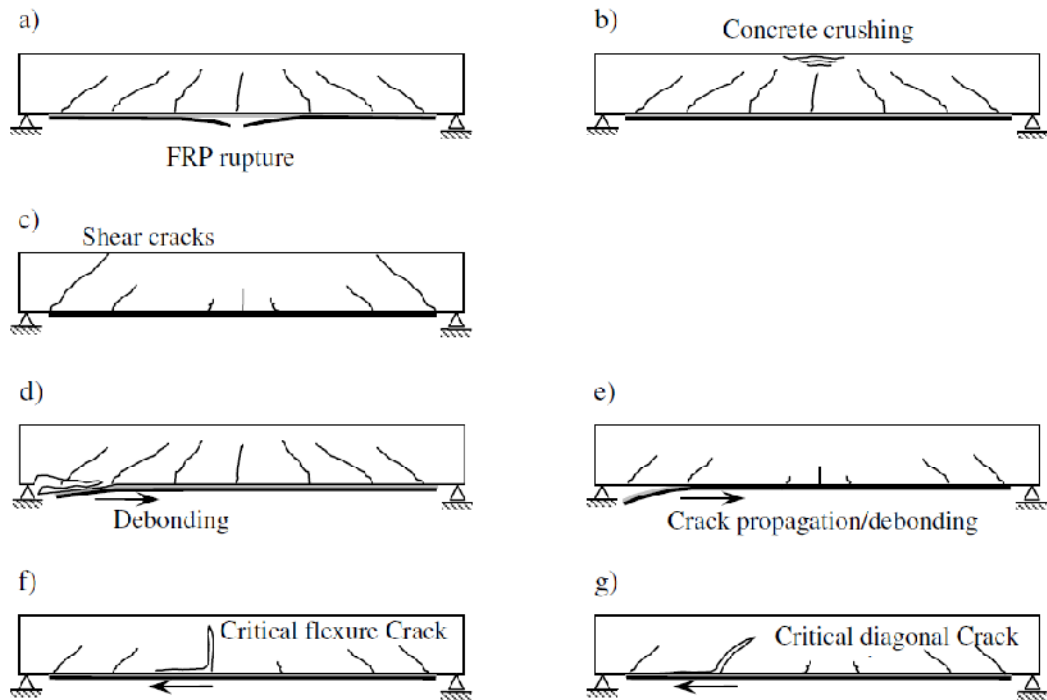 a)
b)
Concrete crushing
FRP rupture
c)
Shear cracks
d)
e)
Debonding
Crack propagation/debonding
f)
g)
Critical flexure Crack
Critical diagonal Crack